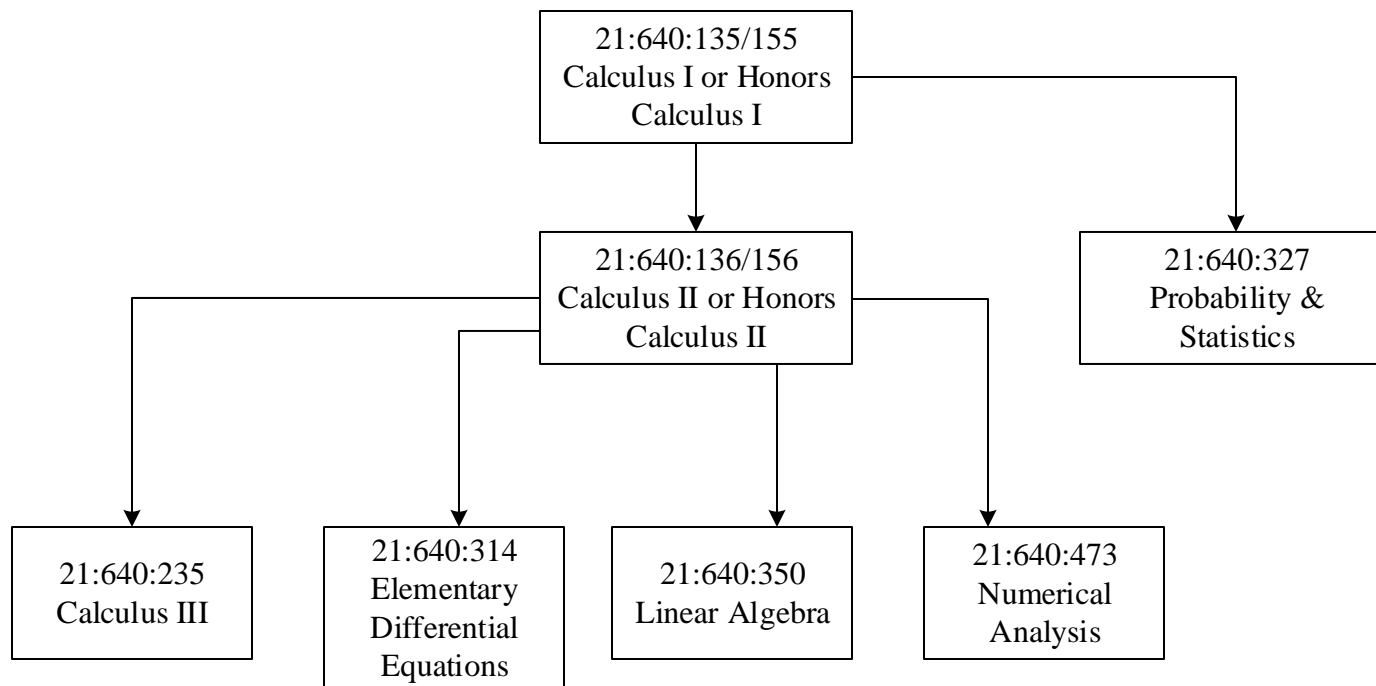 21:640:135/155
Calculus I or Honors
Calculus I
21:640:136/156
Calculus II or Honors
Calculus II
21:640:327
Probability &
Statistics
21:640:235
Calculus III
21:640:314
Elementary
Differential
Equations
21:640:350
Linear Algebra
21:640:473
Numerical
Analysis